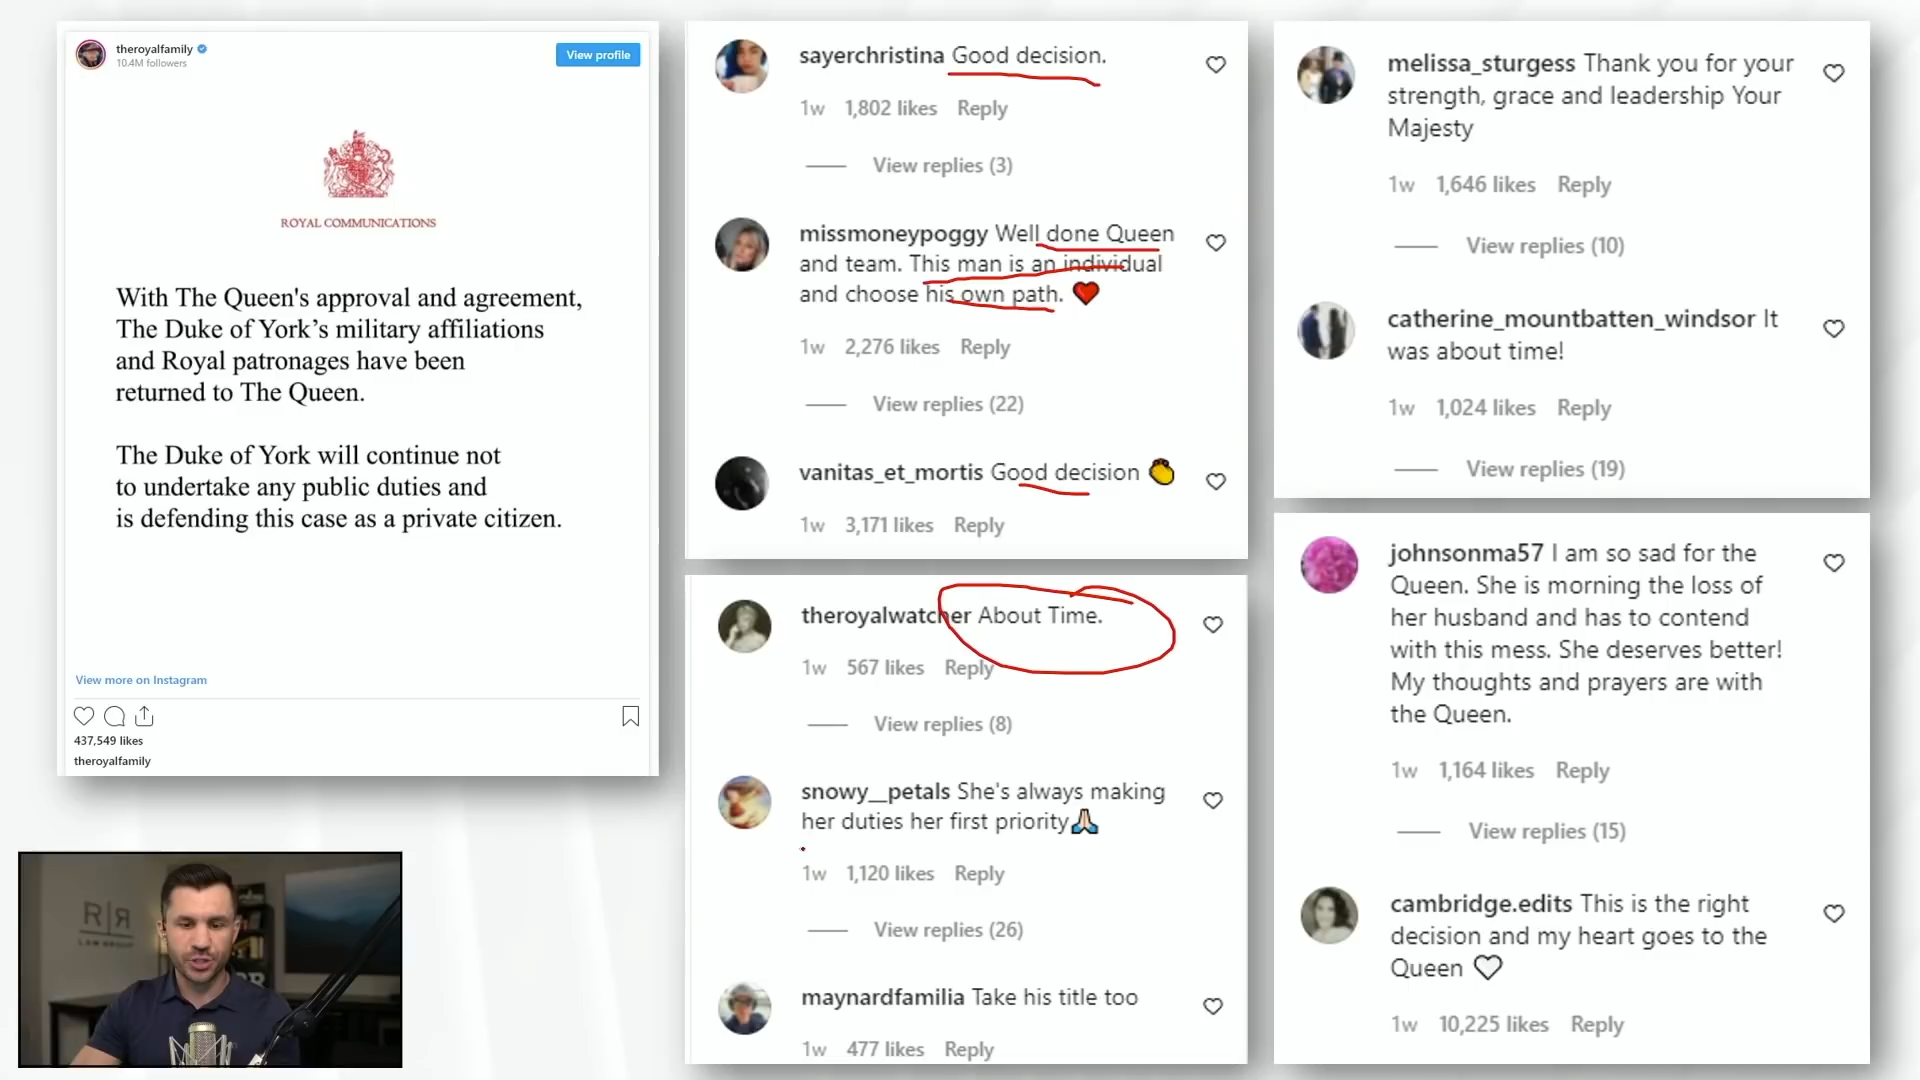 theroyalfamily
10.4M followers
View profile
ROYAL COMMUNICATIONS
With The Queen's approval and agreement,
The Duke of York’s military affiliations
and Royal patronages have been
returned to The Queen.
The Duke of York will continue not
to undertake any public duties and
is defending this case as a private citizen.
View more on Instagram
437,549 likes
theroyalfamily
sayerchristina Good decision.
1w 1,802 likes Reply
View replies (3)
missmoneypoggy Well done Queen
and team. This man is an individual
and choose his own path. ❤️
1w 2,276 likes Reply
View replies (22)
vanitas_et_mortis Good decision 👏
1w 3,171 likes Reply
theroyalwatcher About Time.
1w 567 likes Reply
View replies (8)
snowy__petals She's always making
her duties her first priority🙏🏻
1w 1,120 likes Reply
View replies (26)
maynardfamilia Take his title too
1w 477 likes Reply
melissa_sturgess Thank you for your
strength, grace and leadership Your
Majesty
1w 1,646 likes Reply
View replies (10)
catherine_mountbatten_windsor It
was about time!
1w 1,024 likes Reply
View replies (19)
johnsonma57 I am so sad for the
Queen. She is morning the loss of
her husband and has to contend
with this mess. She deserves better!
My thoughts and prayers are with
the Queen.
1w 1,164 likes Reply
View replies (15)
cambridge.edits This is the right
decision and my heart goes to the
Queen 🤍
1w 10,225 likes Reply
R|R
LAW GROUP